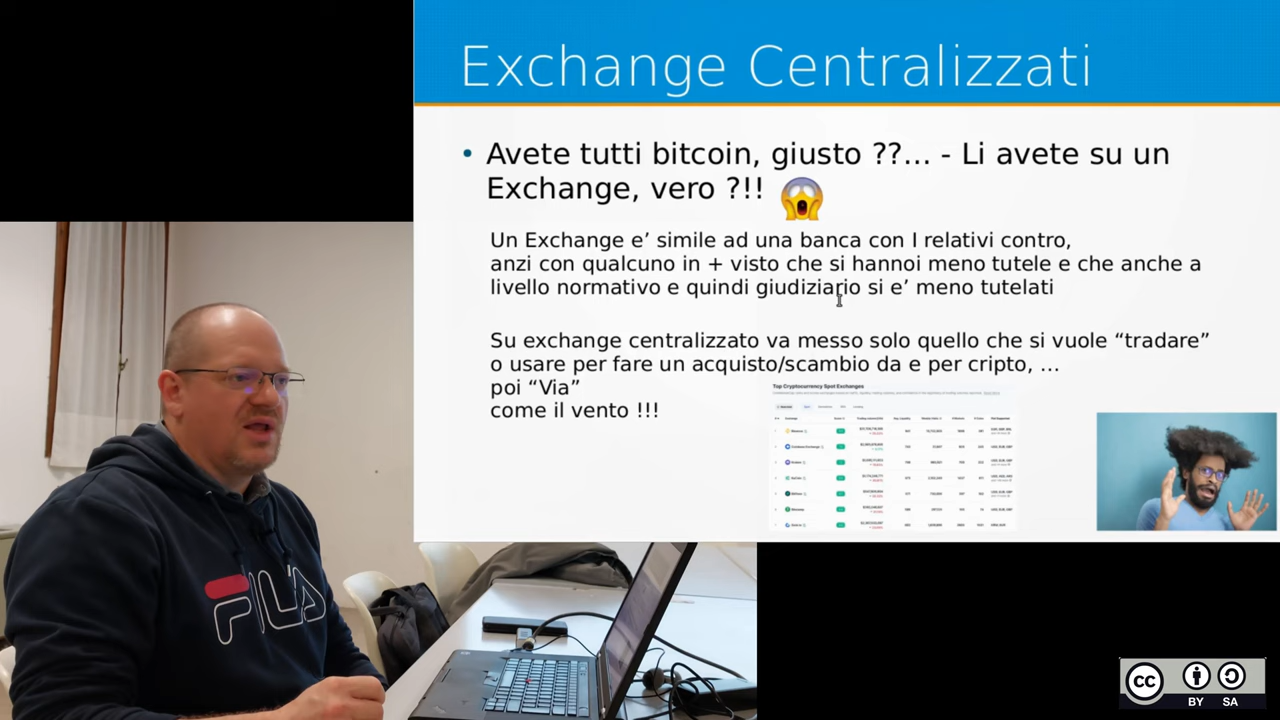 Exchange Centralizzati
• Avete tutti bitcoin, giusto ??... - Li avete su un
Exchange, vero ?!!
Un Exchange e’ simile ad una banca con I relativi contro,
anzi con qualcuno in + visto che si hannoi meno tutele e che anche a
livello normativo e quindi giudiziario si e’ meno tutelati
Su exchange centralizzato va messo solo quello che si vuole “tradare”
o usare per fare un acquisto/scambio da e per cripto, ...
poi “Via”
come il vento !!!
Top Cryptocurrency Spot Exchanges
FILA
cc
BY SA